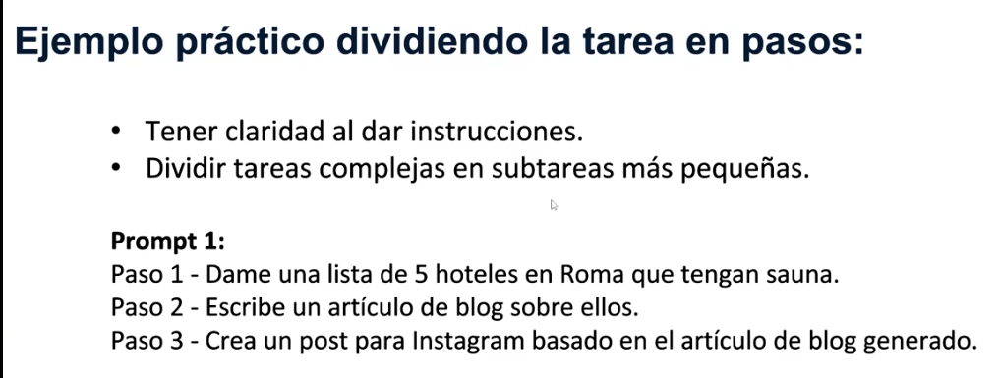 Ejemplo práctico dividiendo la tarea en pasos:
• Tener claridad al dar instrucciones.
• Dividir tareas complejas en subtareas más pequeñas.
Prompt 1:
Paso 1 - Dame una lista de 5 hoteles en Roma que tengan sauna.
Paso 2 - Escribe un artículo de blog sobre ellos.
Paso 3 - Crea un post para Instagram basado en el artículo de blog generado.